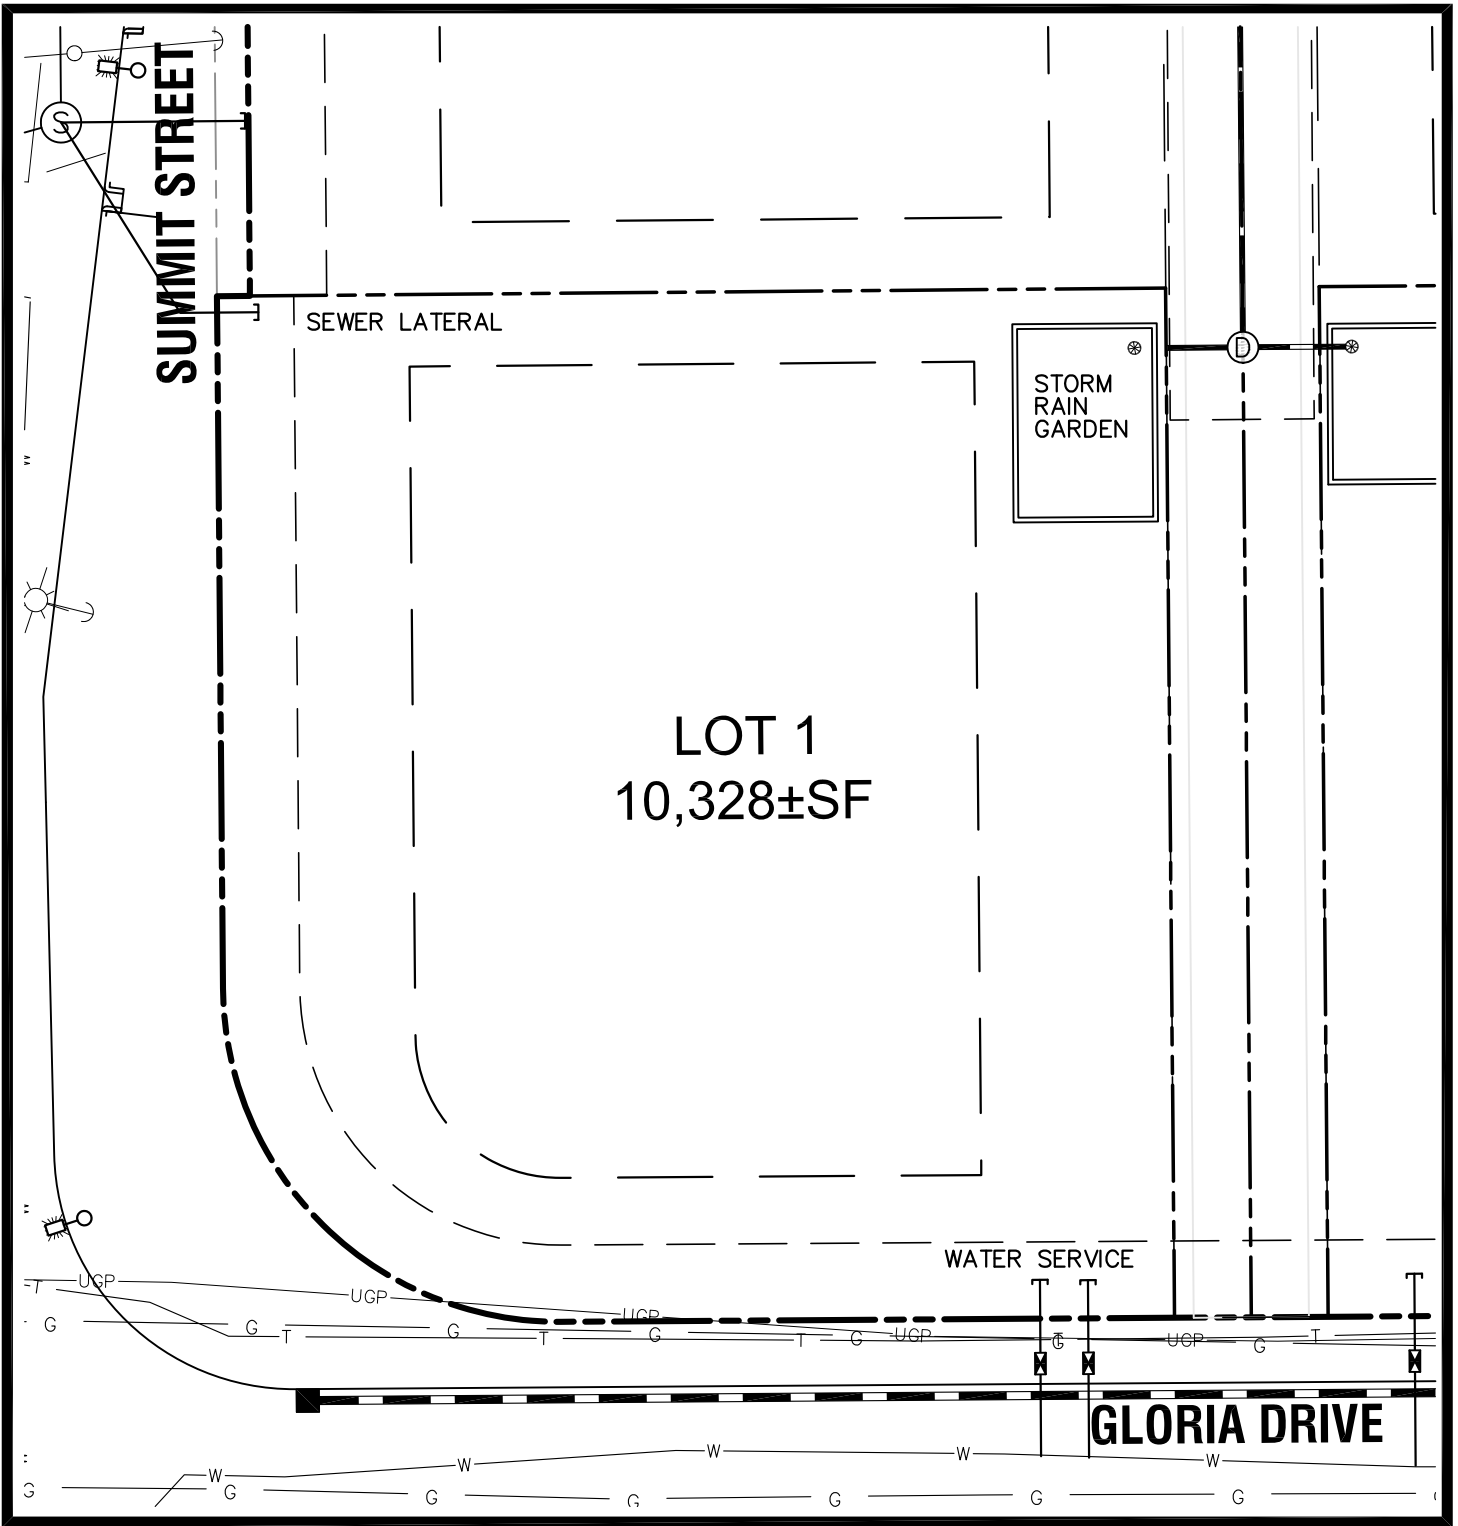 SUMMIT STREET
S
SEWER LATERAL
D
STORM
RAIN
GARDEN
W
LOT 1
10,328±SF
WATER SERVICE
UGP
UGP
UGP
UGP
UGP
T
T
T
T
T
T
G
G
G
G
G
G
G
GLORIA DRIVE
W
W
W
W
W
G
G
G
G
G
G
G